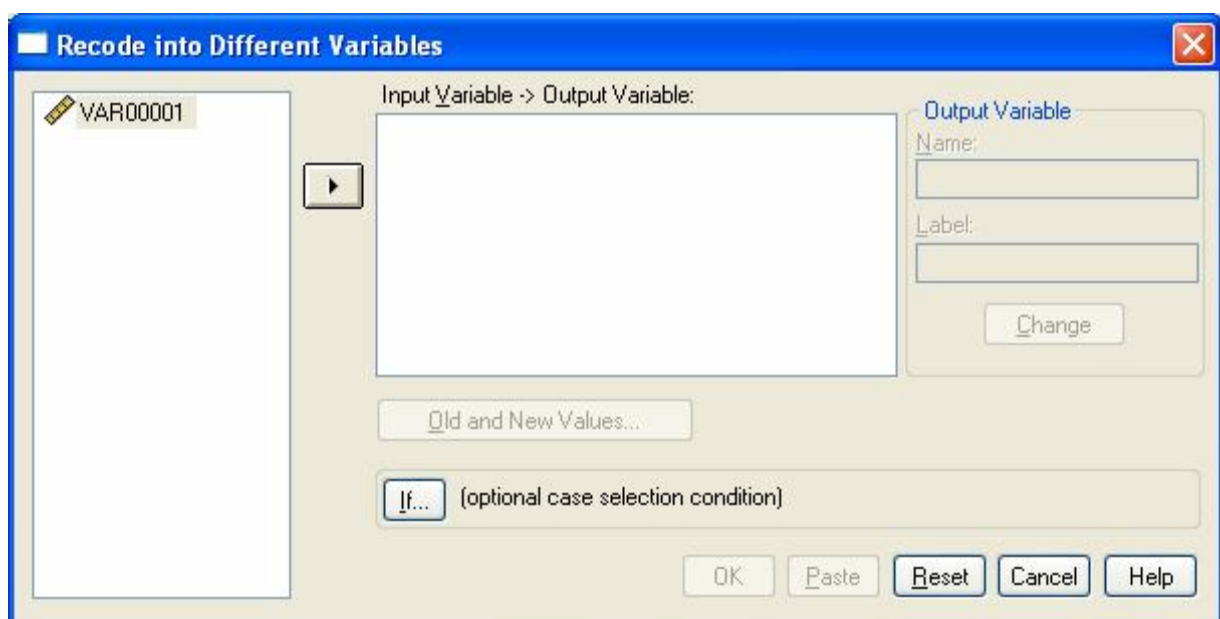 Recode into Different Variables
VAR00001
Input Variable -> Output Variable:
Output Variable
Name:
Label:
Change
Old and New Values...
If... (optional case selection condition)
OK Paste Reset Cancel Help